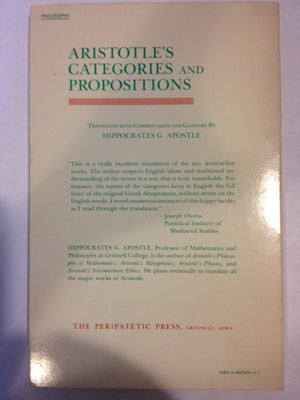 PHILOSOPHY
ARISTOTLE'S
CATEGORIES AND
PROPOSITIONS
TRANSLATED WITH COMMENTARIES AND GLOSSARY BY
HIPPOCRATES G. APOSTLE
"This is a really excellent translation of the two Aristotelian
works. The author respects English idiom and traditional un-
derstanding of the terms in a way that is truly remarkable. For
instance, the names of the categories keep in English the full
force of the original Greek designations, without strain on the
English words. I noted numerous instances of this happy faculty
as I read through the translation."
- Joseph Owens
Pontifical Institute of
Mediaeval Studies
HIPPOCRATES G. APOSTLE, Professor of Mathematics and
Philosophy at Grinnell College, is the author of Aristotle's Philoso-
phy of Mathematics, Aristotle's Metaphysics, Aristotle's Physics, and
Aristotle's Nicomachean Ethics. He plans eventually to translate all
the major works of Aristotle.
THE PERIPATETIC PRESS, GRINNELL, IOWA